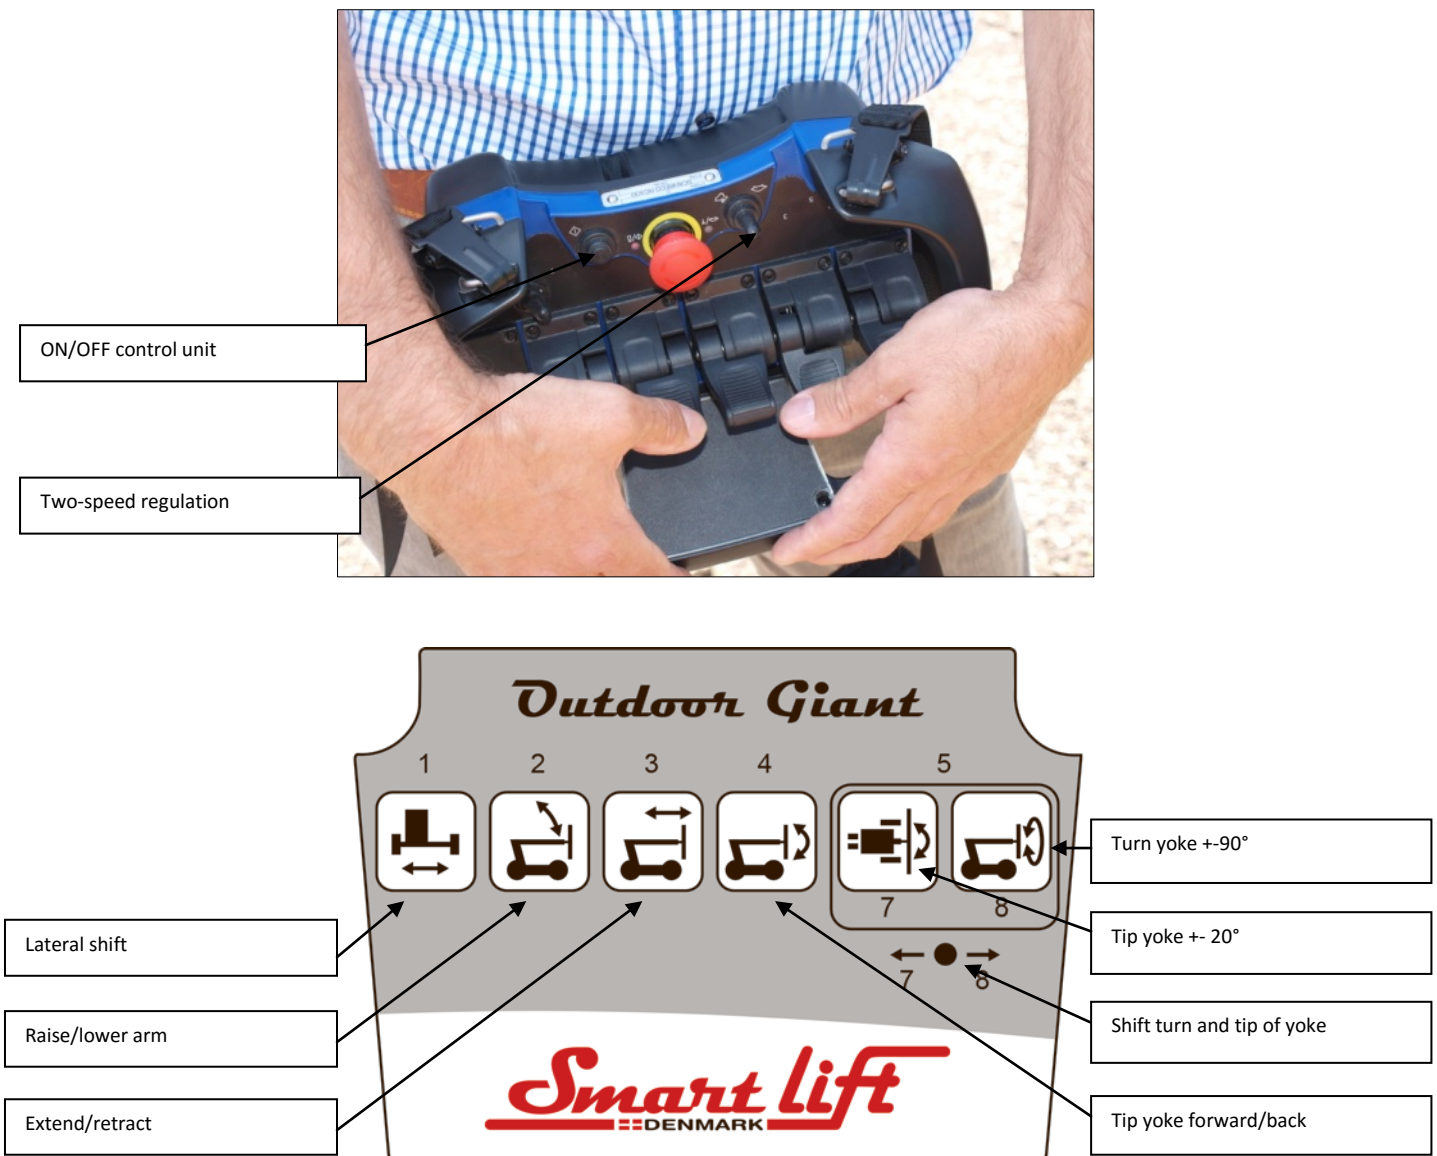 ON/OFF control unit
Two-speed regulation
Outdoor Giant
1 2 3 4 5
7 8
7 8
Turn yoke +-90°
Tip yoke +- 20°
Shift turn and tip of yoke
Tip yoke forward/back
Lateral shift
Raise/lower arm
Extend/retract
Smart lift
DENMARK